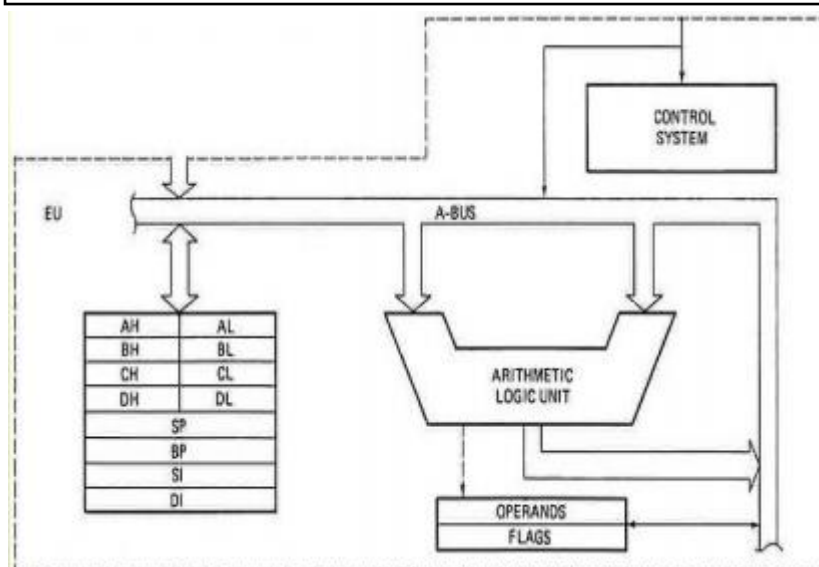 CONTROL
SYSTEM
EU
A-BUS
AH AL
BH BL
CH CL
DH DL
SP
BP
SI
DI
ARITHMETIC
LOGIC UNIT
OPERANDS
FLAGS